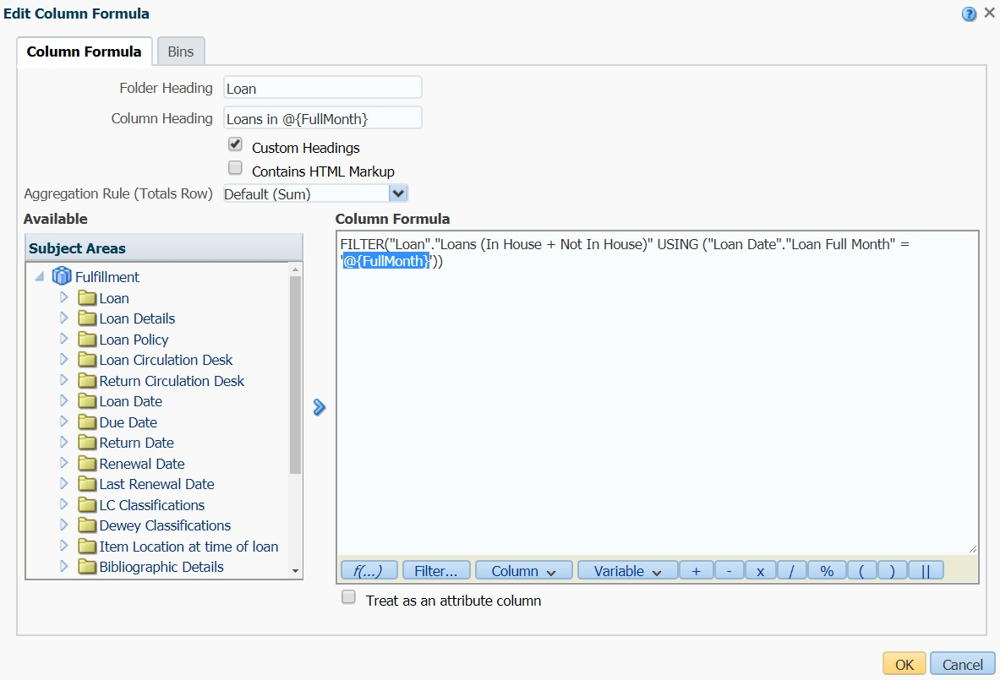 Edit Column Formula
?
Column Formula
Bins
Folder Heading
Loan
Column Heading
Loans in @{FullMonth}
Custom Headings
Contains HTML Markup
Aggregation Rule (Totals Row)
Default (Sum)
Available
Column Formula
Subject Areas
Fulfillment
Loan
Loan Details
Loan Policy
Loan Circulation Desk
Return Circulation Desk
Loan Date
Due Date
Return Date
Renewal Date
Last Renewal Date
LC Classifications
Dewey Classifications
Item Location at time of loan
Bibliographic Details
FILTER("Loan"."Loans (In House + Not In House)" USING ("Loan Date"."Loan Full Month" =
'@{FullMonth}'))
f(...) Filter... Column Variable + - x / % ( ) ||
Treat as an attribute column
OK Cancel